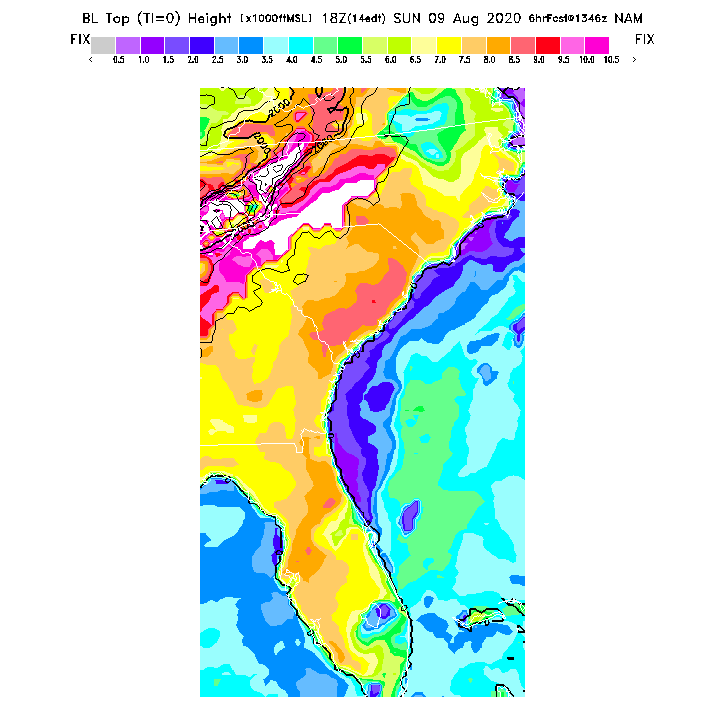 BL Top (TI=0) Height [x1000ftMSL] 18Z(14edt) SUN 09 Aug 2020 6hrFcst@1346z NAM
FIX FIX
< 0.5 1.0 1.5 2.0 2.5 3.0 3.5 4.0 4.5 5.0 5.5 6.0 6.5 7.0 7.5 8.0 8.5 9.0 9.5 10.0 10.5 >
2000
2000
2000